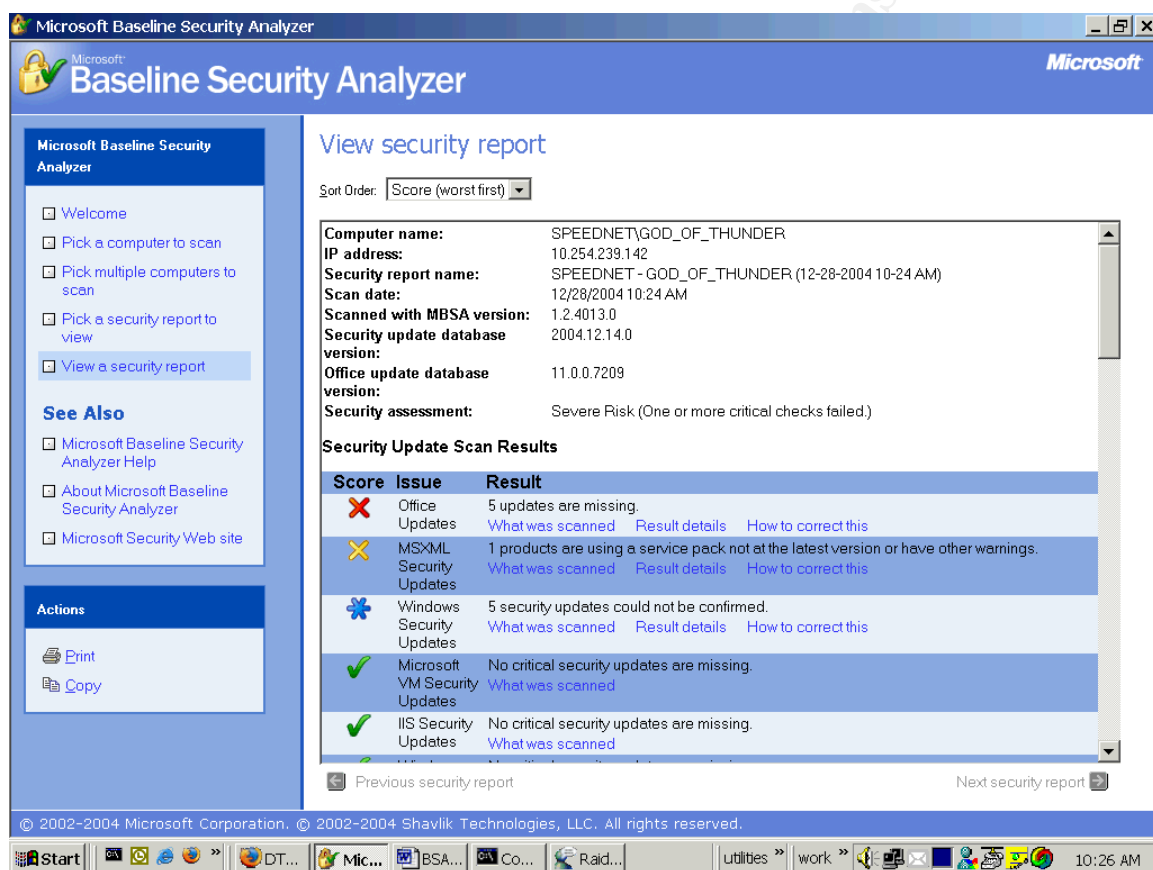 Microsoft Baseline Security Analyzer
Microsoft
Baseline Security Analyzer
Microsoft
Microsoft Baseline Security
Analyzer
Welcome
Pick a computer to scan
Pick multiple computers to
scan
Pick a security report to
view
View a security report
See Also
Microsoft Baseline Security
Analyzer Help
About Microsoft Baseline
Security Analyzer
Microsoft Security Web site
Actions
Print
Copy
View security report
Sort Order: Score (worst first)
Computer name: SPEEDNET\GOD_OF_THUNDER
IP address: 10.254.239.142
Security report name: SPEEDNET - GOD_OF_THUNDER (12-28-2004 10-24 AM)
Scan date: 12/28/2004 10:24 AM
Scanned with MBSA version: 1.2.4013.0
Security update database 2004.12.14.0
version:
Office update database 11.0.0.7209
version:
Security assessment: Severe Risk (One or more critical checks failed.)
Security Update Scan Results
Score Issue Result
Office 5 updates are missing.
Updates What was scanned Result details How to correct this
MSXML 1 products are using a service pack not at the latest version or have other warnings.
Security What was scanned Result details How to correct this
Updates
Windows 5 security updates could not be confirmed.
Security What was scanned Result details How to correct this
Updates
Microsoft No critical security updates are missing.
VM Security What was scanned
Updates
IIS Security No critical security updates are missing.
Updates What was scanned
Previous security report Next security report
© 2002-2004 Microsoft Corporation. © 2002-2004 Shavlik Technologies, LLC. All rights reserved.
Start » DT... Mic... BSA... Co... Raid... utilities » work » 10:26 AM